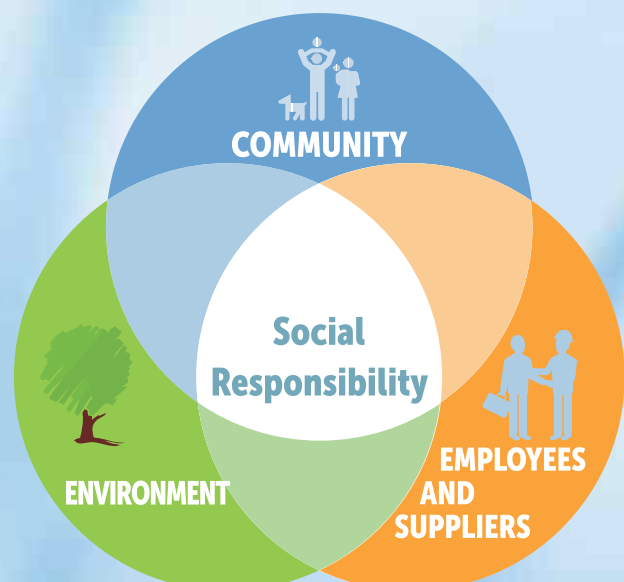 COMMUNITY
Social
Responsibility
ENVIRONMENT
EMPLOYEES
AND
SUPPLIERS